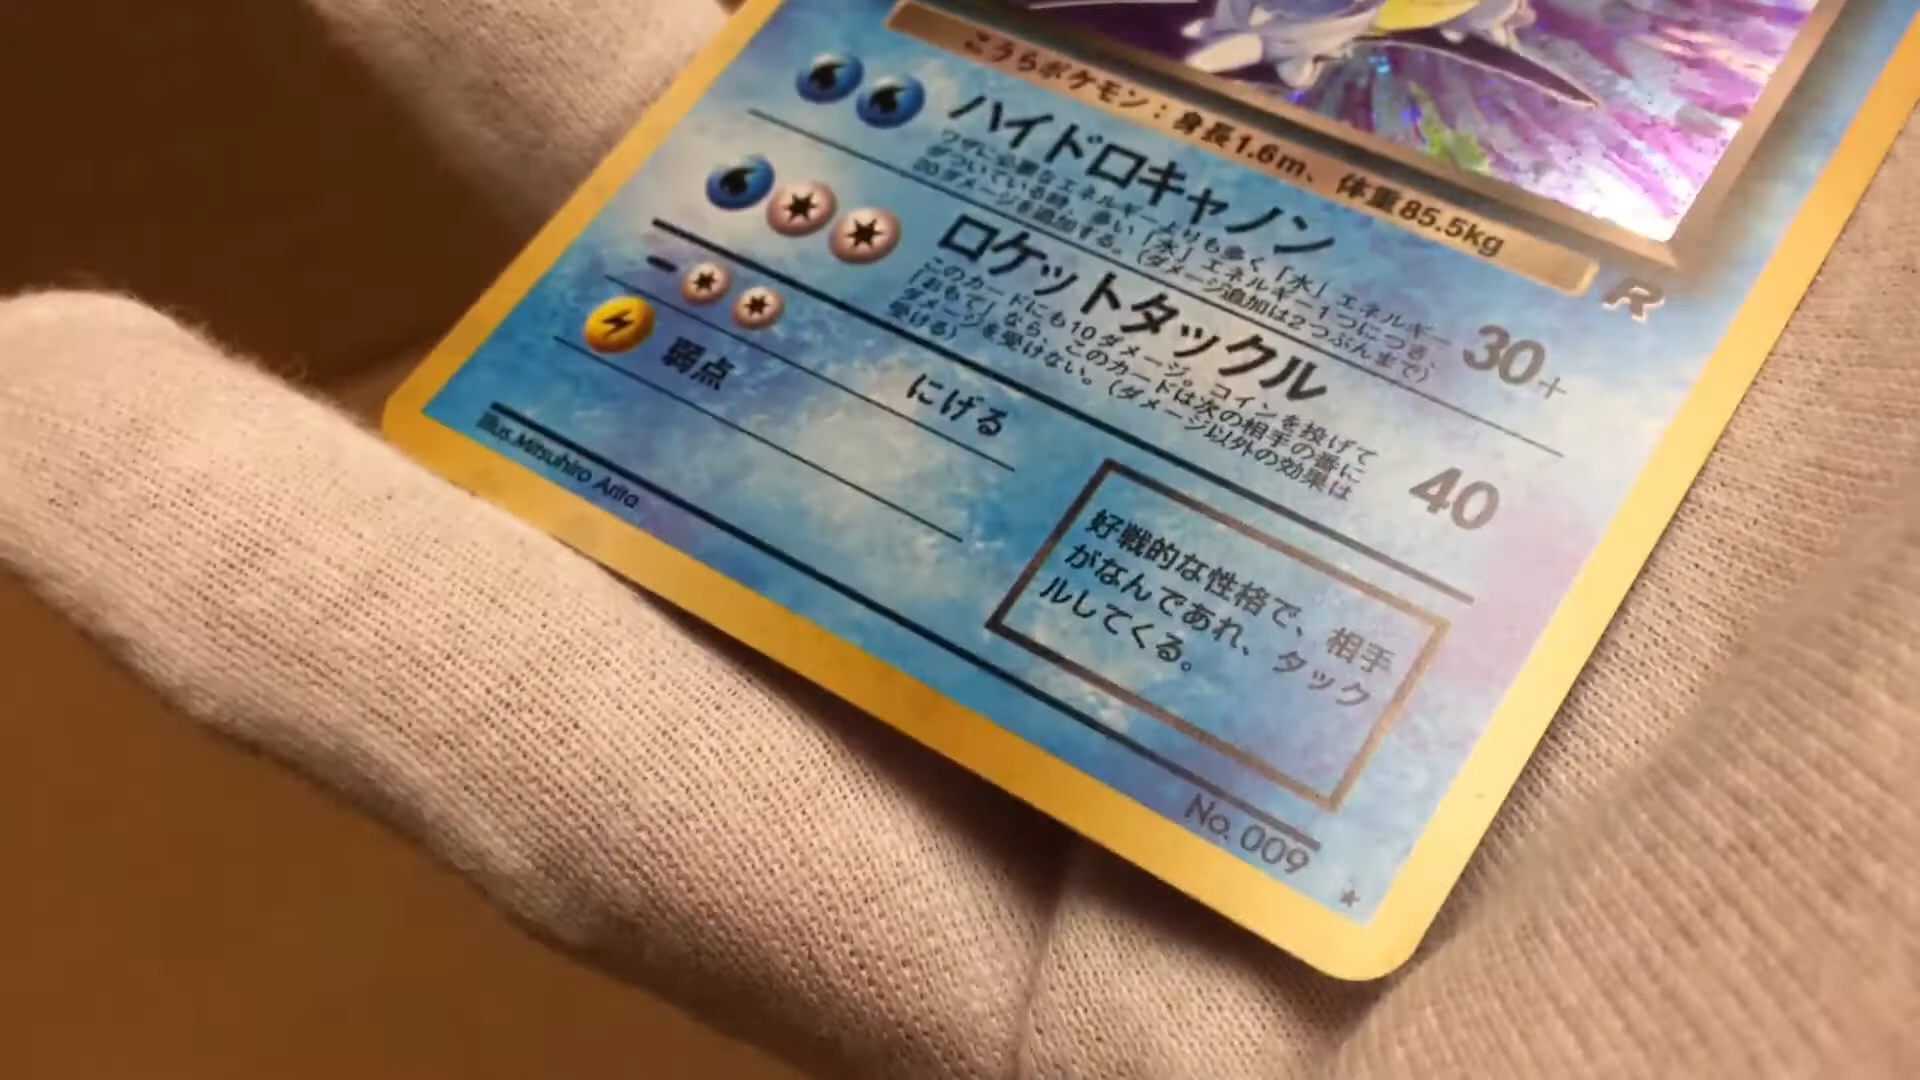 こうらポケモン：身長1.6m、体重85.5kg
R
ハイドロキャノン
ワザに必要なエネルギーよりも多く「水」エネルギー
がついている時、多い「水」エネルギー1つにつき、
20ダメージを追加する。（ダメージ追加は2つぶんまで）
30+
ロケットタックル
このカードにも10ダメージ。コインを投げて
「おもて」なら、このカードは次の相手の番に
ダメージを受けない。（ダメージ以外の効果は
受ける）
40
弱点
にげる
好戦的な性格で、相手
がなんであれ、タック
ルしてくる。
Illus. Mitsuhiro Arita
No. 009
★